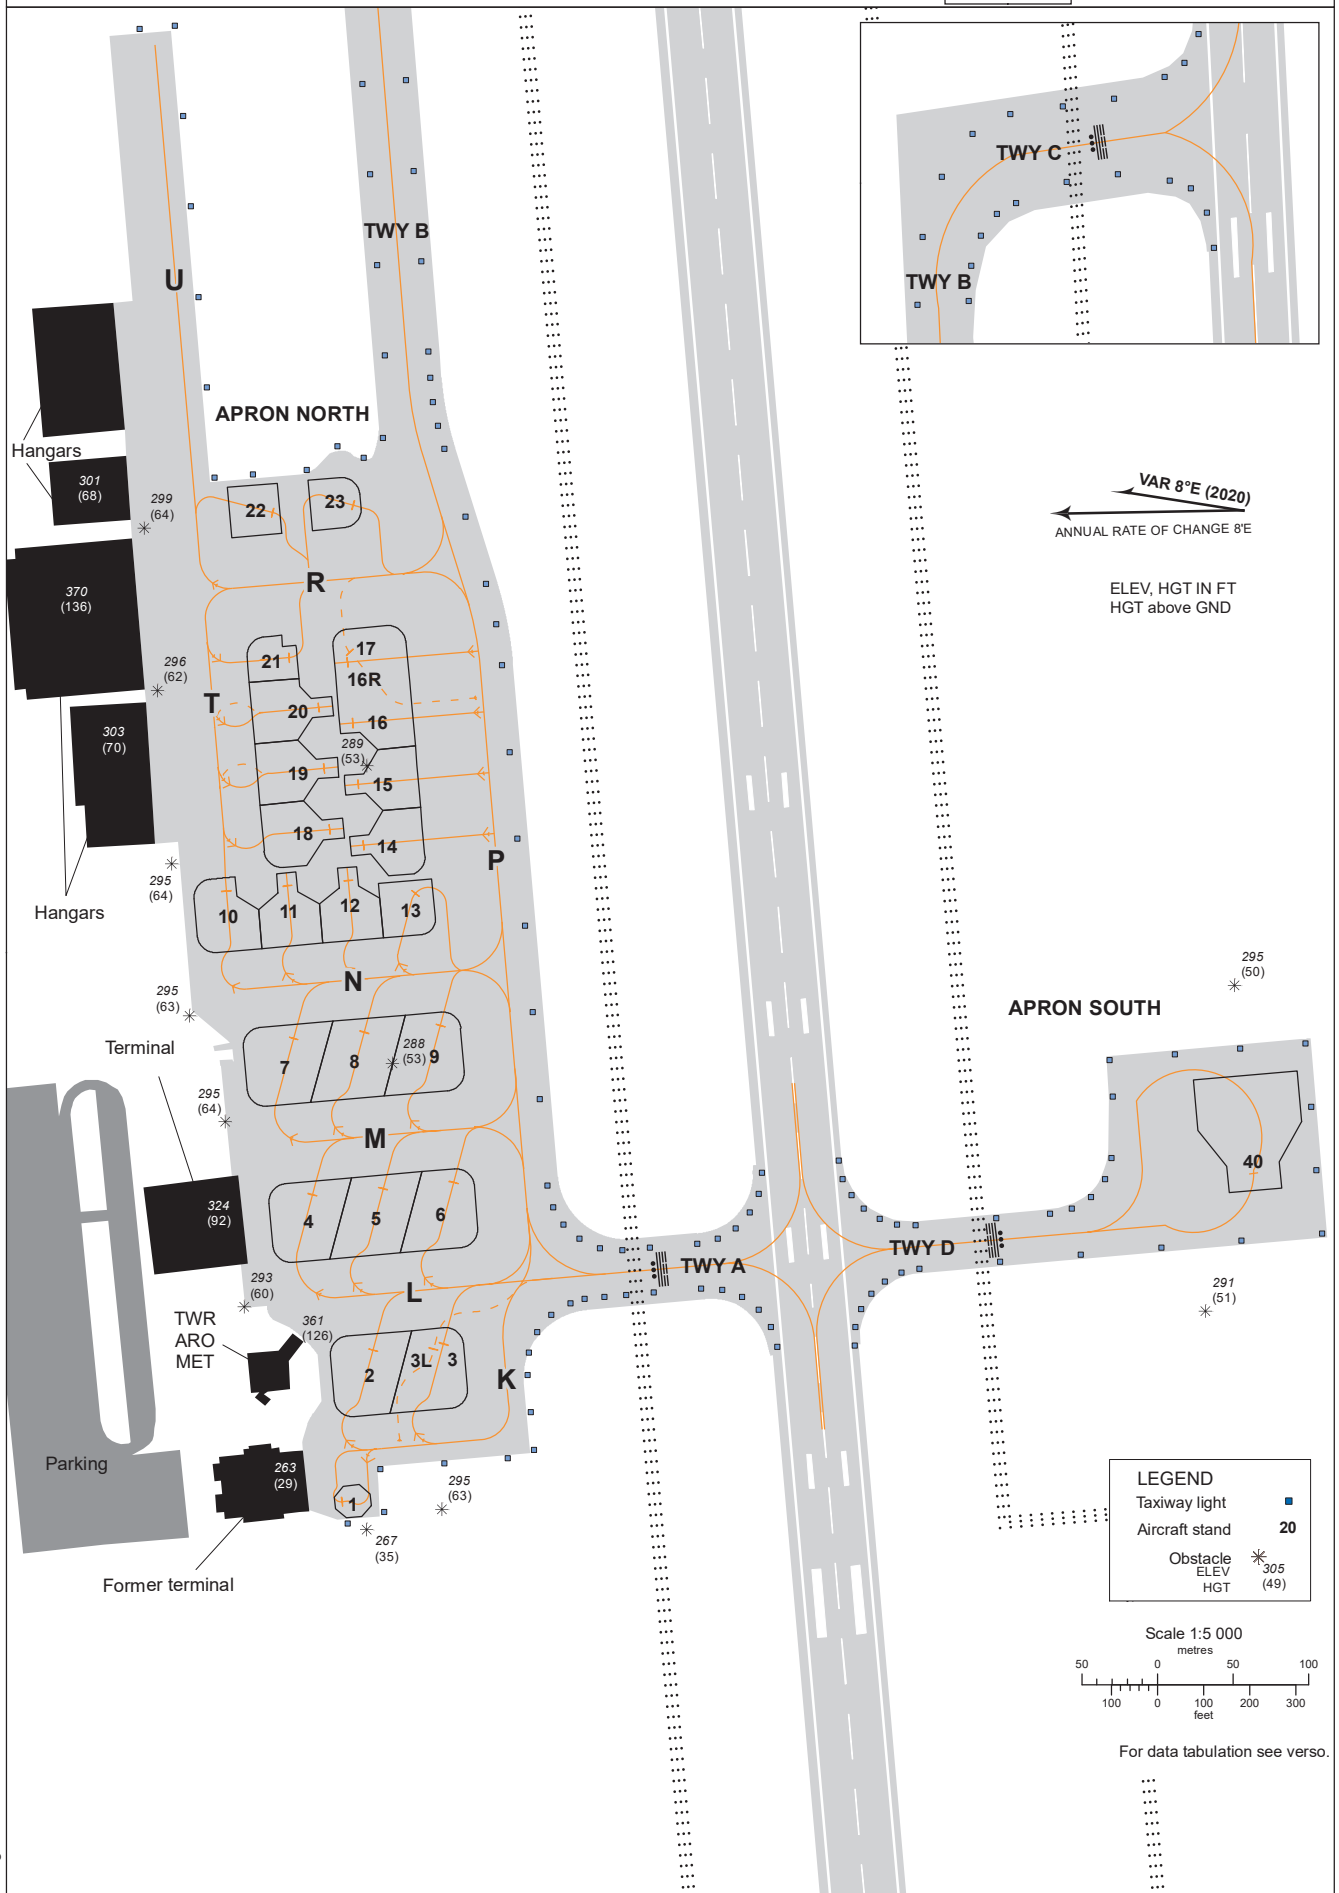 TWY C
TWY B
TWY B
U
APRON NORTH
Hangars
301
(68)
299
(64)
22
23
VAR 8°E (2020)
ANNUAL RATE OF CHANGE 8'E
ELEV, HGT IN FT
HGT above GND
R
370
(136)
21
17
16R
296
(62)
T
20
16
303
(70)
289
(53)
19
15
18
14
P
295
(64)
Hangars
10
11
12
13
N
295
(50)
295
(63)
APRON SOUTH
Terminal
7
8
288
(53)
9
295
(64)
M
40
324
(92)
4
5
6
TWY A
TWY D
293
(60)
L
291
(51)
TWR
ARO
MET
361
(126)
2
3L
3
K
Parking
263
(29)
295
(63)
1
267
(35)
Former terminal
LEGEND
Taxiway light
Aircraft stand 20
Obstacle
ELEV 305
HGT (49)
Scale 1:5 000
metres
50 0 50 100
100 0 100 200 300
feet
For data tabulation see verso.